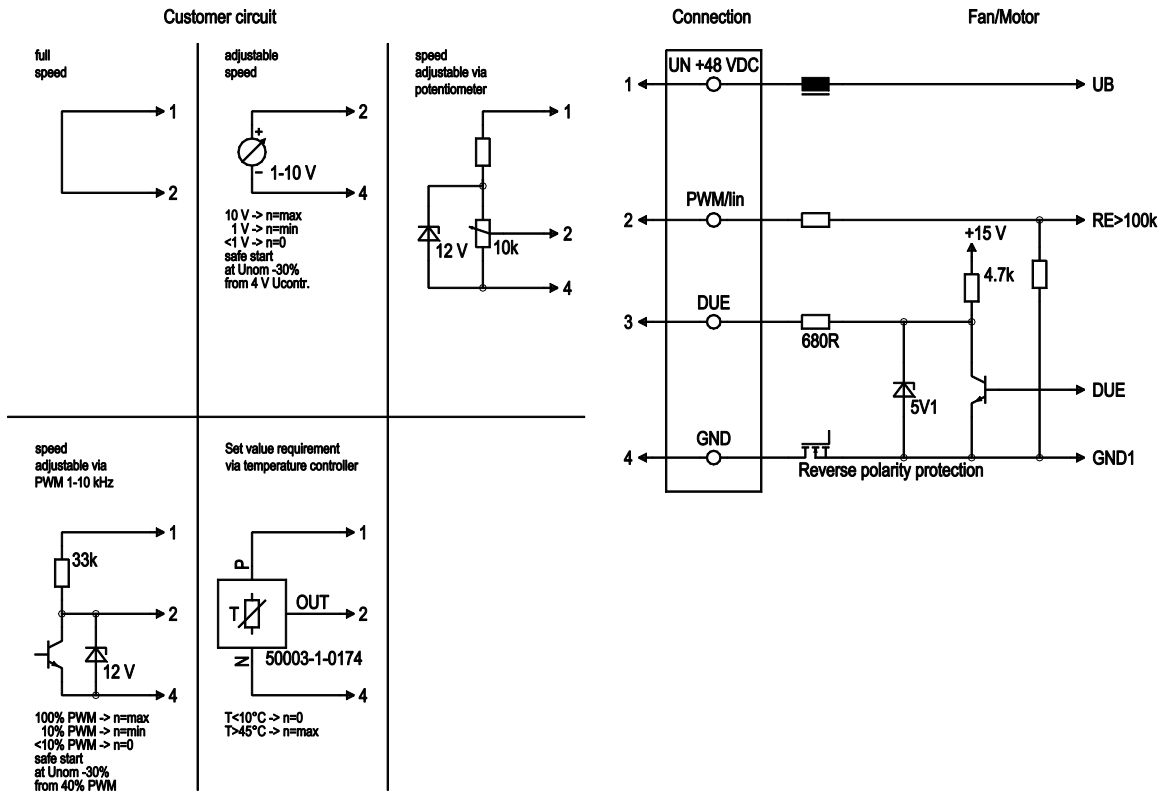 Customer circuit
full
speed
1
2
adjustable
speed
2
+
1-10 V
–
4
10 V -> n=max
1 V -> n=min
<1 V -> n=0
safe start
at Unom -30%
from 4 V Ucontr.
speed
adjustable via
potentiometer
1
12 V
10k
2
4
speed
adjustable via
PWM 1-10 kHz
1
33k
2
12 V
4
100% PWM -> n=max
10% PWM -> n=min
<10% PWM -> n=0
safe start
at Unom -30%
from 40% PWM
Set value requirement
via temperature controller
1
P
T
OUT
2
N
50003-1-0174
4
T<10°C -> n=0
T>45°C -> n=max
Connection
Fan/Motor
UN +48 VDC
1
UB
PWM/lin
2
RE>100k
+15 V
4.7k
DUE
3
680R
5V1
DUE
GND
4
GND1
Reverse polarity protection